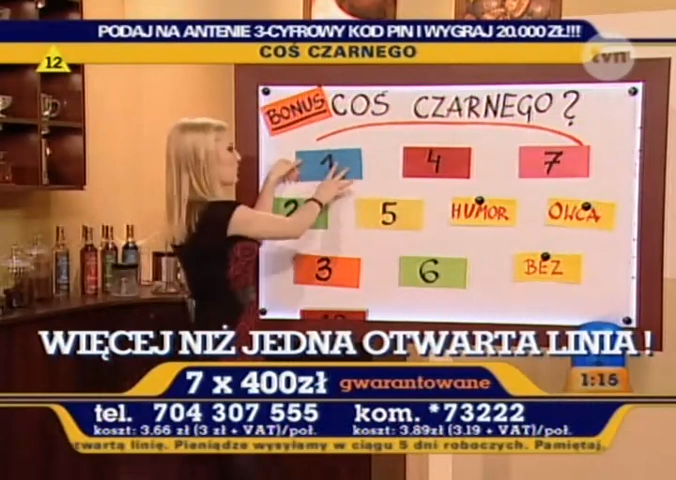 PODAJ NA ANTENIE 3-CYFROWY KOD PIN I WYGRAJ 20.000 ZŁ!!!
COŚ CZARNEGO
12
tvn
BONUS COŚ CZARNEGO?
1 4 7
2 5 HUMOR OWCA
3 6 BEZ
WIĘCEJ NIŻ JEDNA OTWARTA LINIA!
7 x 400zł gwarantowane
1:16
tel. 704 307 555 kom. *73222
koszt: 3.66 zł (3 zł + VAT)/poł. koszt: 3.89zł (3.19 + VAT)/poł.
twartą linię. Pieniądze wysyłamy w ciągu 5 dni roboczych. Pamiętaj,